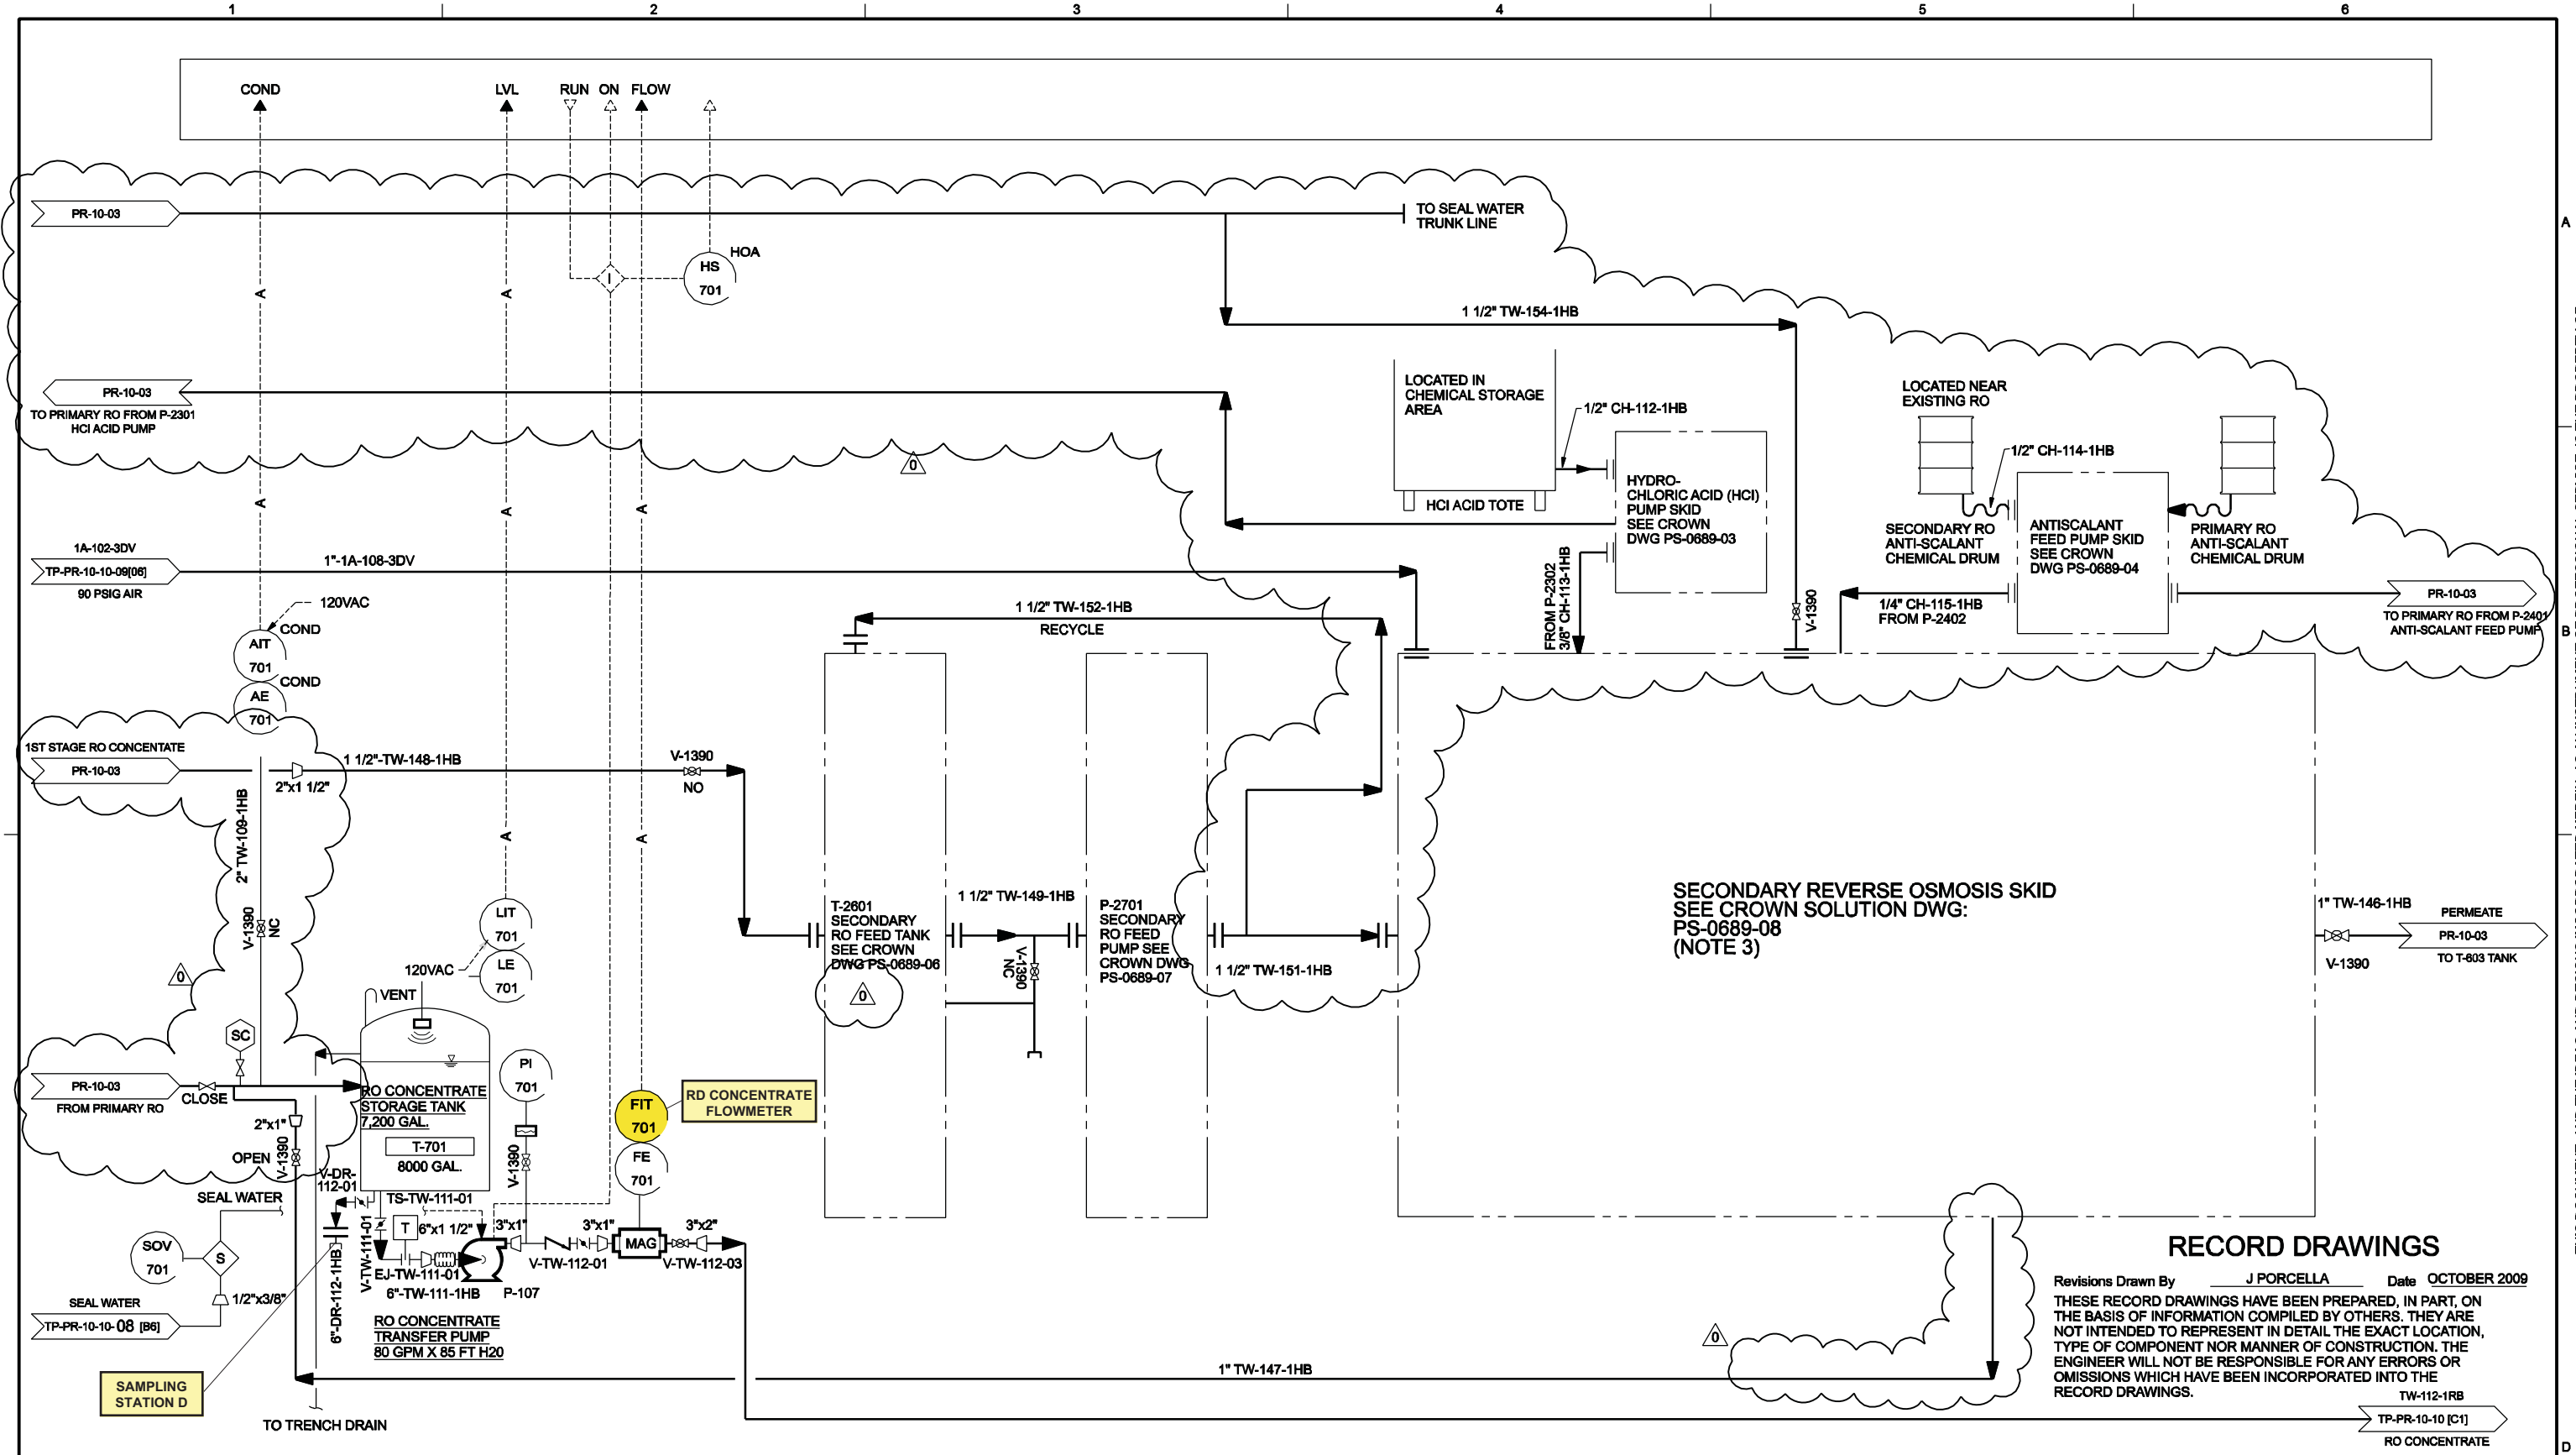 1
2
3
4
5
6
COND
LVL
RUN
ON
FLOW
PR-10-03
TO SEAL WATER
TRUNK LINE
A
HS
701
HOA
I
A
A
1 1/2" TW-154-1HB
PR-10-03
TO PRIMARY RO FROM P-2301
HCl ACID PUMP
LOCATED IN
CHEMICAL STORAGE
AREA
1/2" CH-112-1HB
LOCATED NEAR
EXISTING RO
1/2" CH-114-1HB
0
A
A
A
HCl ACID TOTE
HYDRO-
CHLORIC ACID (HCl)
PUMP SKID
SEE CROWN
DWG PS-0689-03
SECONDARY RO
ANTI-SCALANT
CHEMICAL DRUM
ANTISCALANT
FEED PUMP SKID
SEE CROWN
DWG PS-0689-04
PRIMARY RO
ANTI-SCALANT
CHEMICAL DRUM
1A-102-3DV
TP-PR-10-10-09[06]
90 PSIG AIR
1"-1A-108-3DV
120VAC
1 1/2" TW-152-1HB
RECYCLE
FROM P-2302
3/8" CH-113-1HB
V-1390
1/4" CH-115-1HB
FROM P-2402
PR-10-03
TO PRIMARY RO FROM P-2401
ANTI-SCALANT FEED PUMP
B
AIT
701
COND
AE
701
COND
1ST STAGE RO CONCENTATE
PR-10-03
2"x1 1/2"
1 1/2"-TW-148-1HB
V-1390
NO
2" TW-109-1HB
A
A
V-1390
NC
LIT
701
LE
701
120VAC
T-2601
SECONDARY
RO FEED TANK
SEE CROWN
DWG PS-0689-06
0
1 1/2" TW-149-1HB
V-1390
NC
P-2701
SECONDARY
RO FEED
PUMP SEE
CROWN DWG
PS-0689-07
1 1/2" TW-151-1HB
SECONDARY REVERSE OSMOSIS SKID
SEE CROWN SOLUTION DWG:
PS-0689-08
(NOTE 3)
1" TW-146-1HB
PERMEATE
PR-10-03
TO T-603 TANK
V-1390
0
VENT
SC
PR-10-03
FROM PRIMARY RO
CLOSE
RO CONCENTRATE
STORAGE TANK
7,200 GAL.
T-701
8000 GAL.
PI
701
V-1390
FIT
701
FE
701
RD CONCENTRATE
FLOWMETER
2"x1"
V-1390
OPEN
V-DR-
112-01
SEAL WATER
TS-TW-111-01
V-TW-111-01
T
6"x1 1/2"
3"x1"
3"x1"
3"x2"
MAG
V-TW-112-01
V-TW-112-03
EJ-TW-111-01
6"-TW-111-1HB
P-107
SOV
701
S
1/2"x3/8"
SEAL WATER
TP-PR-10-10-08 [B6]
6"-DR-112-1HB
RO CONCENTRATE
TRANSFER PUMP
80 GPM X 85 FT H20
SAMPLING
STATION D
TO TRENCH DRAIN
1" TW-147-1HB
0
RECORD DRAWINGS
Revisions Drawn By J PORCELLA Date OCTOBER 2009
THESE RECORD DRAWINGS HAVE BEEN PREPARED, IN PART, ON
THE BASIS OF INFORMATION COMPILED BY OTHERS. THEY ARE
NOT INTENDED TO REPRESENT IN DETAIL THE EXACT LOCATION,
TYPE OF COMPONENT NOR MANNER OF CONSTRUCTION. THE
ENGINEER WILL NOT BE RESPONSIBLE FOR ANY ERRORS OR
OMISSIONS WHICH HAVE BEEN INCORPORATED INTO THE
RECORD DRAWINGS.
TW-112-1RB
TP-PR-10-10 [C1]
RO CONCENTRATE
D